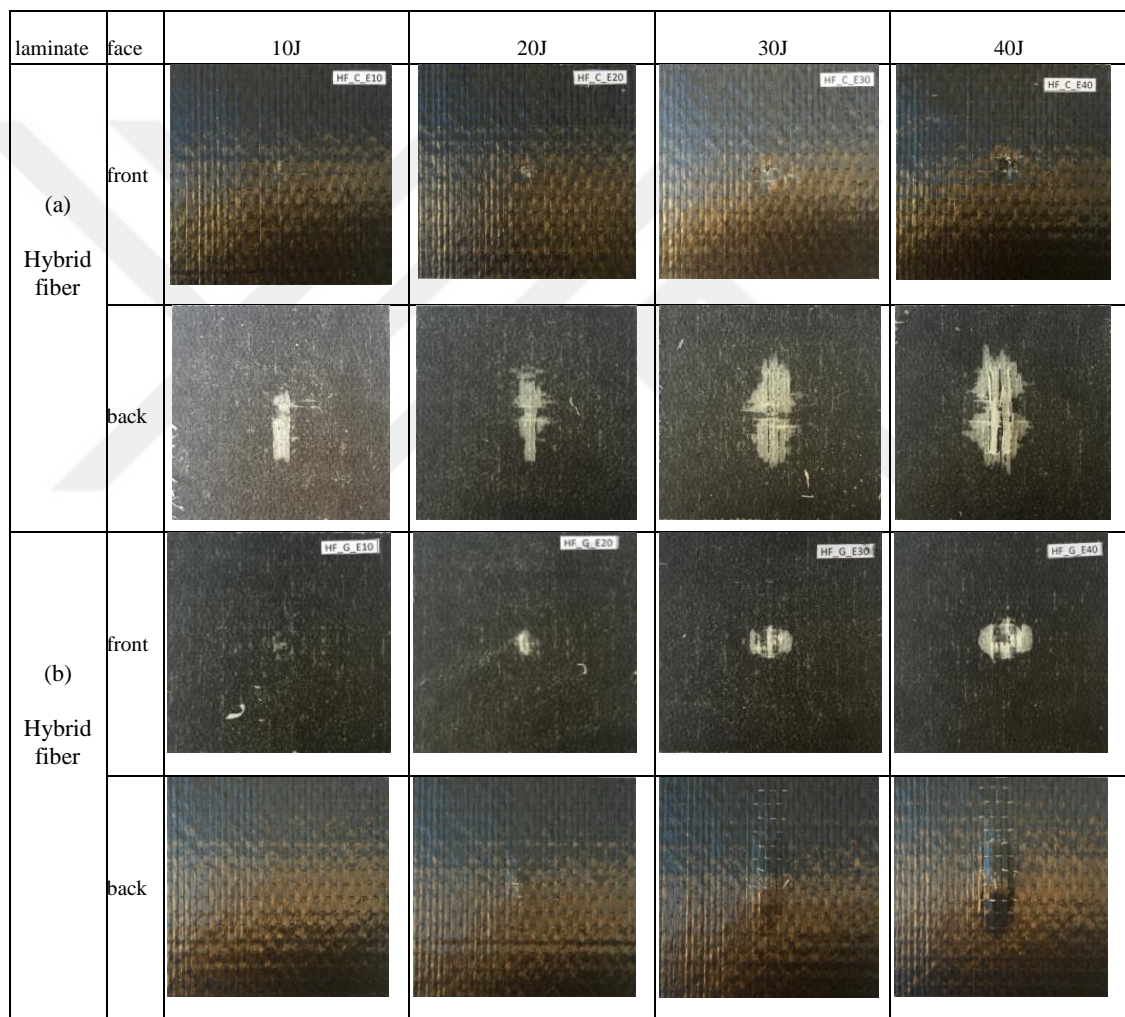 laminate face 10J 20J 30J 40J
HF_C_E10 HF_C_E20 HF_C_E30 HF_C_E40
front
(a)
Hybrid
fiber
back
HF_G_E10 HF_G_E20 HF_G_E30 HF_G_E40
front
(b)
Hybrid
fiber
back